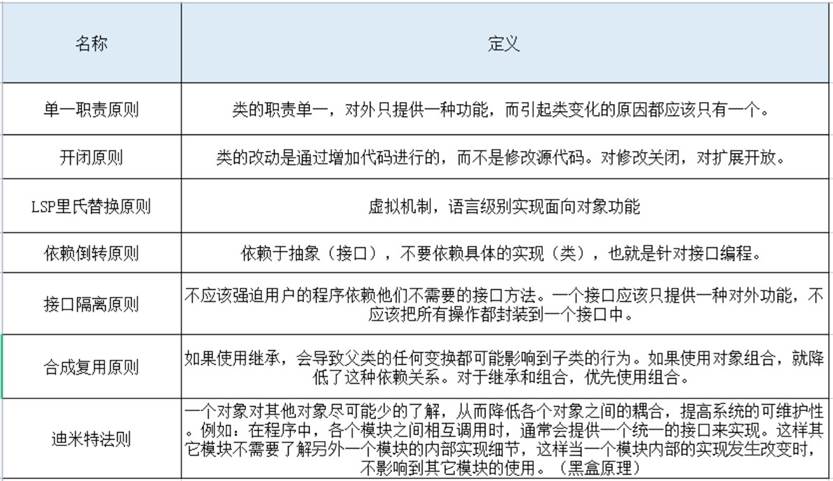 名称
定义
单一职责原则
类的职责单一，对外只提供一种功能，而引起类变化的原因都应该只有一个。
开闭原则
类的改动是通过增加代码进行的，而不是修改源代码。对修改关闭，对扩展开放。
LSP里氏替换原则
虚拟机制，语言级别实现面向对象功能
依赖倒转原则
依赖于抽象（接口），不要依赖具体的实现（类），也就是针对接口编程。
接口隔离原则
不应该强迫用户的程序依赖他们不需要的接口方法。一个接口应该只提供一种对外功能，不
应该把所有操作都封装到一个接口中。
合成复用原则
如果使用继承，会导致父类的任何变换都可能影响到子类的行为。如果使用对象组合，就降
低了这种依赖关系。对于继承和组合，优先使用组合。
迪米特法则
一个对象对其他对象尽可能少的了解，从而降低各个对象之间的耦合，提高系统的可维护性
。例如：在程序中，各个模块之间相互调用时，通常会提供一个统一的接口来实现。这样其
它模块不需要了解另外一个模块的内部实现细节，这样当一个模块内部的实现发生改变时，
不影响到其它模块的使用。（黑盒原理）